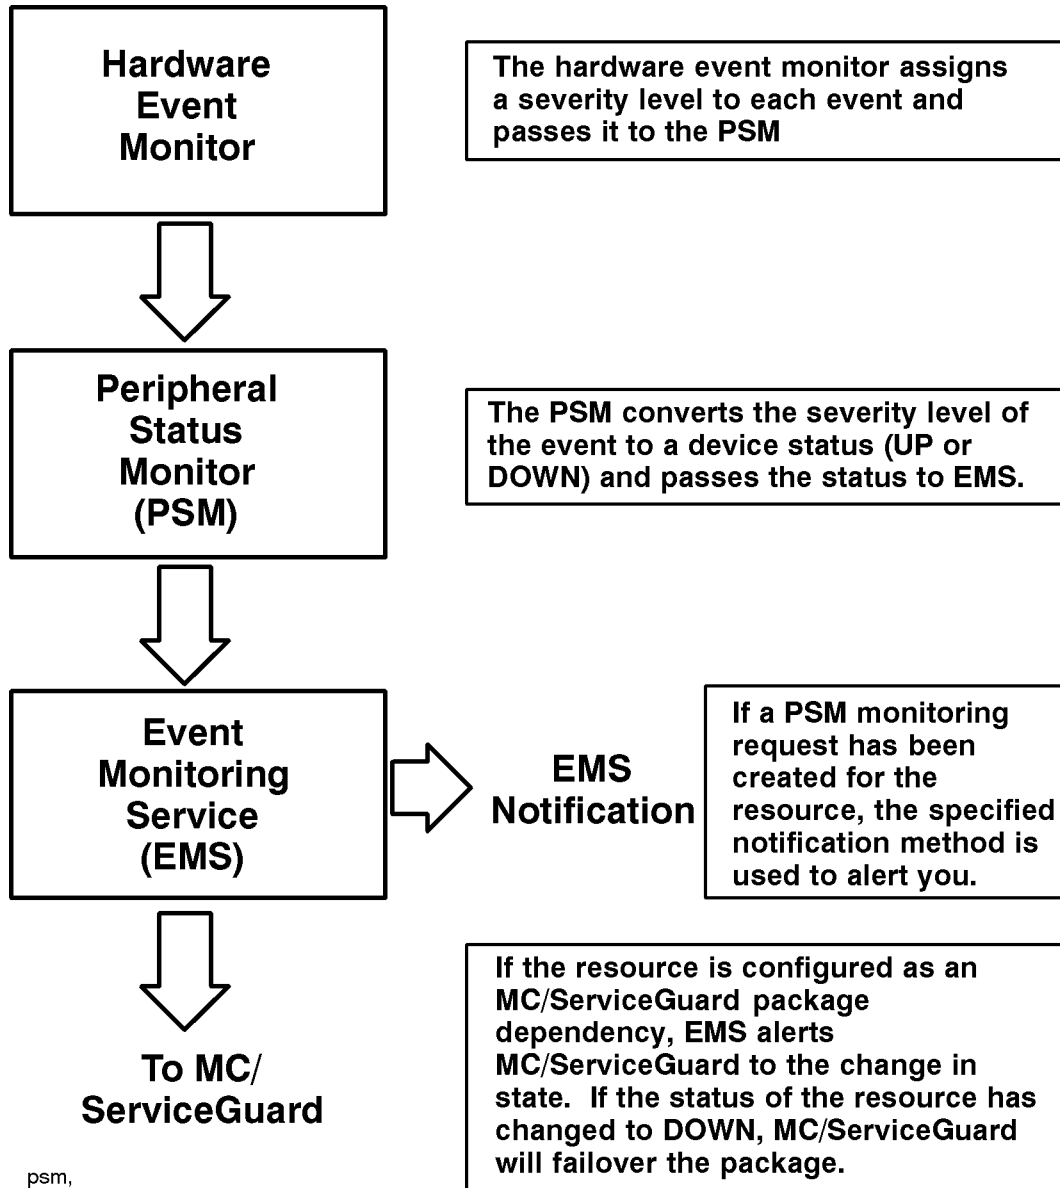 Hardware
Event
Monitor
The hardware event monitor assigns
a severity level to each event and
passes it to the PSM
Peripheral
Status
Monitor
(PSM)
The PSM converts the severity level of
the event to a device status (UP or
DOWN) and passes the status to EMS.
Event
Monitoring
Service
(EMS)
EMS
Notification
If a PSM monitoring
request has been
created for the
resource, the specified
notification method is
used to alert you.
To MC/
ServiceGuard
If the resource is configured as an
MC/ServiceGuard package
dependency, EMS alerts
MC/ServiceGuard to the change in
state.  If the status of the resource has
changed to DOWN, MC/ServiceGuard
will failover the package.
psm,